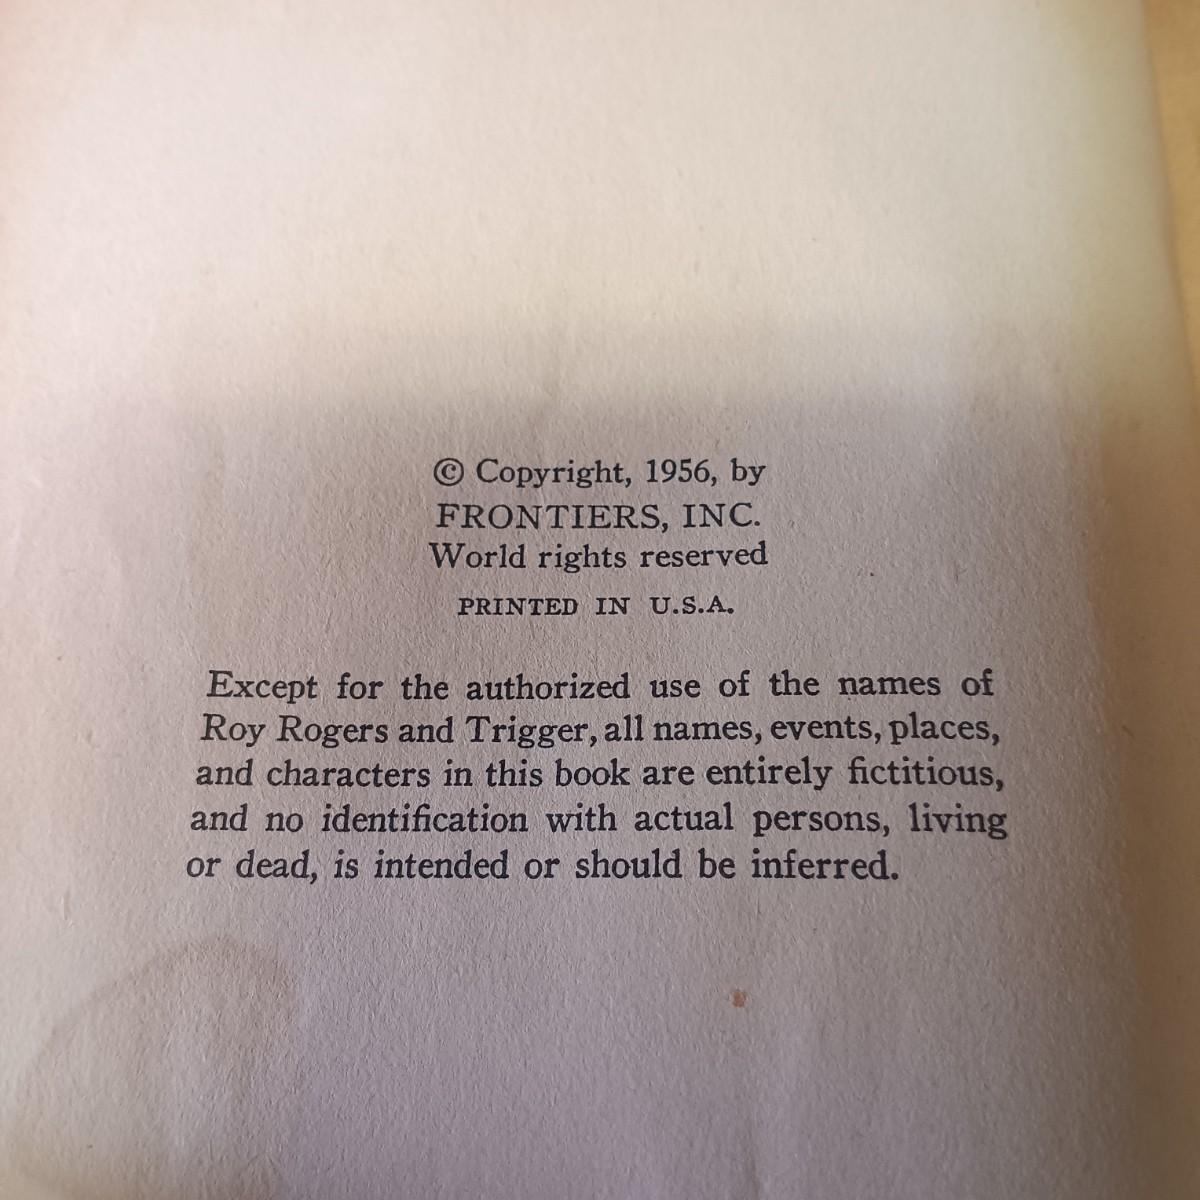 © Copyright, 1956, by
FRONTIERS, INC.
World rights reserved
PRINTED IN U.S.A.
Except for the authorized use of the names of
Roy Rogers and Trigger, all names, events, places,
and characters in this book are entirely fictitious,
and no identification with actual persons, living
or dead, is intended or should be inferred.